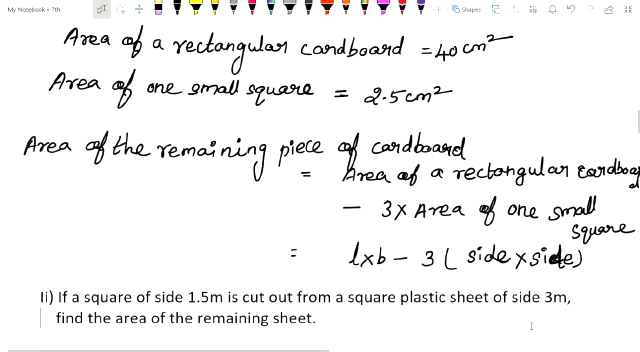 My Notebook • 7th
Shapes
Area of a rectangular cardboard = 40 cm²
Area of one small square = 2.5 cm²
Area of the remaining piece of cardboard
= Area of a rectangular cardboard
− 3 × Area of one small square
= l×b − 3 ( side × side)
Ii) If a square of side 1.5m is cut out from a square plastic sheet of side 3m,
find the area of the remaining sheet.